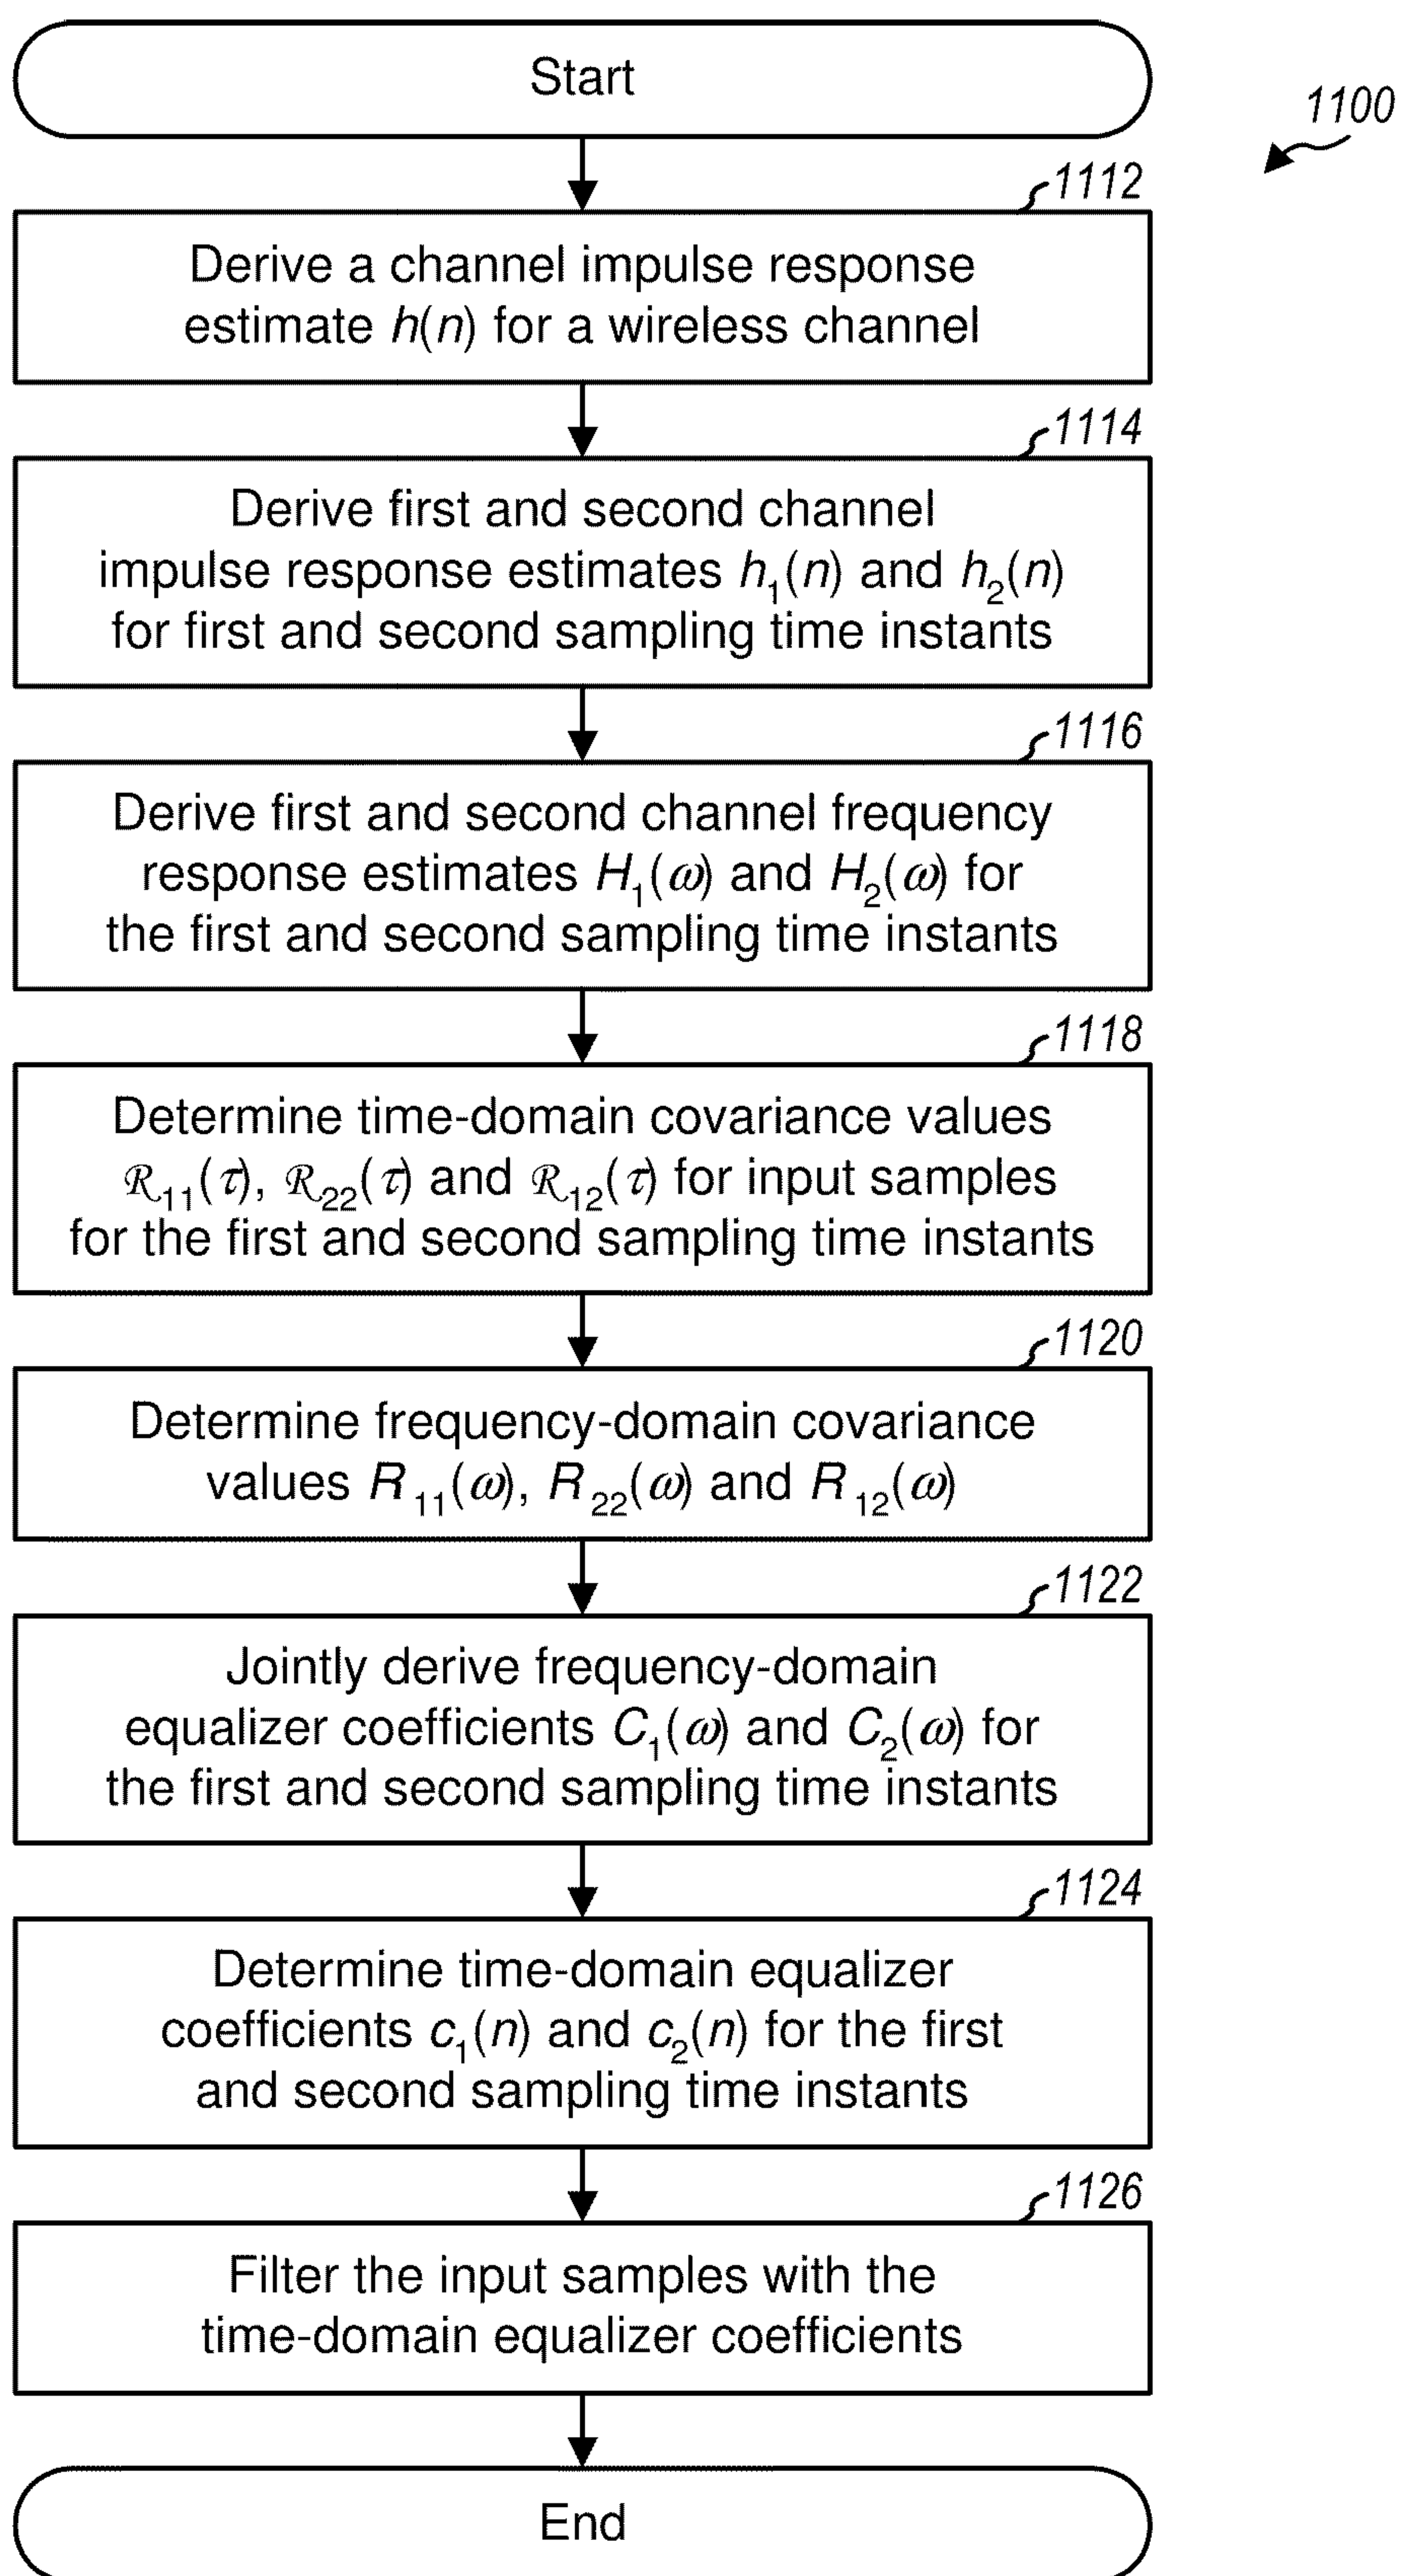 Start
1100
1112
Derive a channel impulse response
estimate h(n) for a wireless channel
1114
Derive first and second channel
impulse response estimates h₁(n) and h₂(n)
for first and second sampling time instants
1116
Derive first and second channel frequency
response estimates H₁(ω) and H₂(ω) for
the first and second sampling time instants
1118
Determine time-domain covariance values
ℛ₁₁(τ), ℛ₂₂(τ) and ℛ₁₂(τ) for input samples
for the first and second sampling time instants
1120
Determine frequency-domain covariance
values R₁₁(ω), R₂₂(ω) and R₁₂(ω)
1122
Jointly derive frequency-domain
equalizer coefficients C₁(ω) and C₂(ω) for
the first and second sampling time instants
1124
Determine time-domain equalizer
coefficients c₁(n) and c₂(n) for the first
and second sampling time instants
1126
Filter the input samples with the
time-domain equalizer coefficients
End